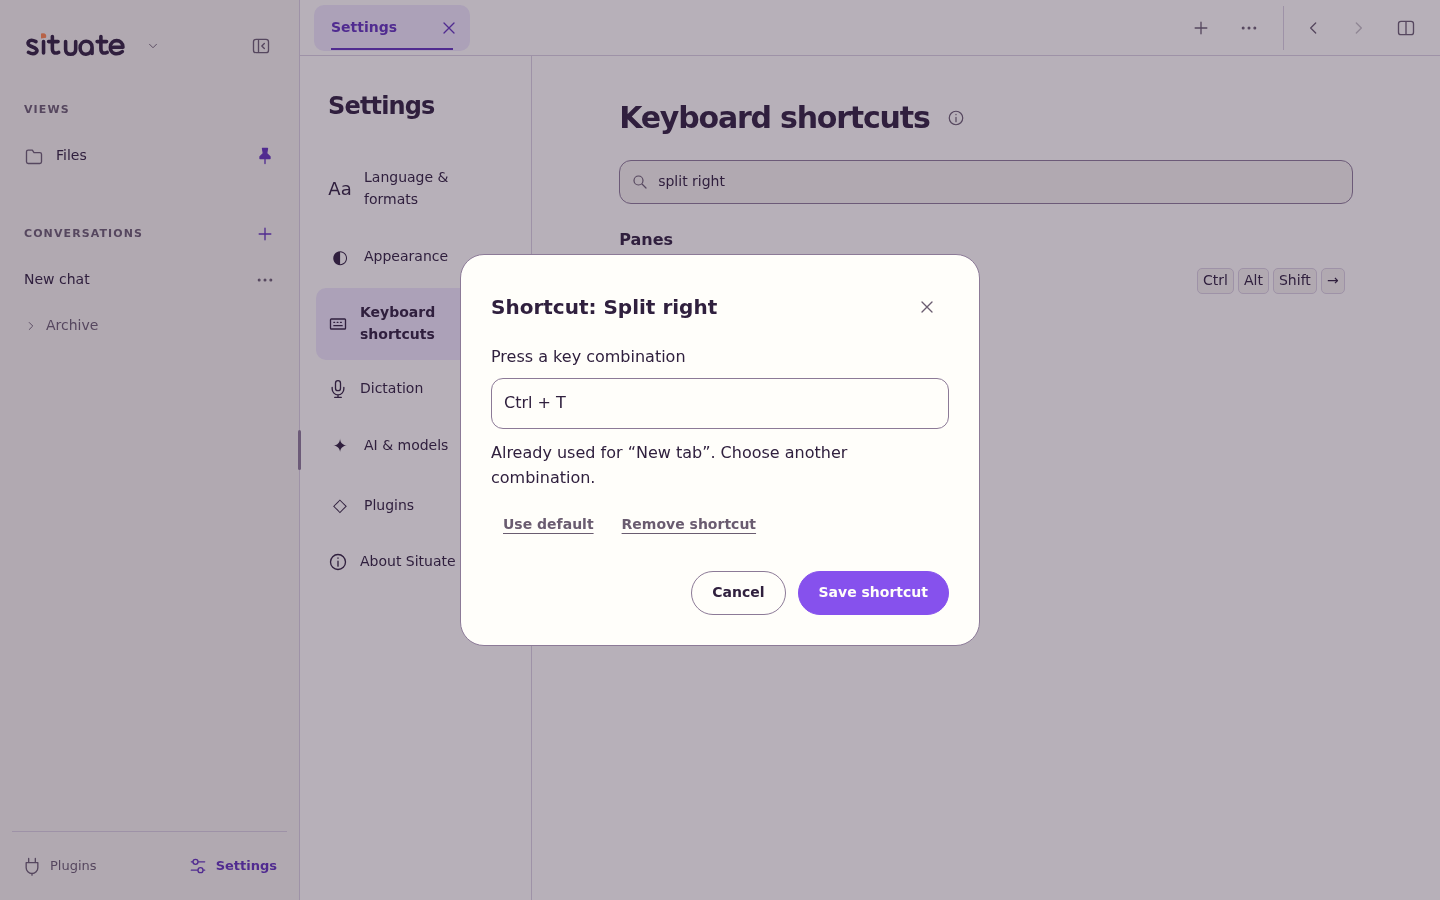 situate
VIEWS
Files
CONVERSATIONS
New chat
Archive
Plugins
Settings
Settings
Settings
Aa
Language &
formats
Appearance
Keyboard
shortcuts
Dictation
AI & models
Plugins
About Situate
Keyboard shortcuts
split right
Panes
Ctrl Alt Shift →
Shortcut: Split right
Press a key combination
Ctrl + T
Already used for “New tab”. Choose another
combination.
Use default Remove shortcut
Cancel Save shortcut